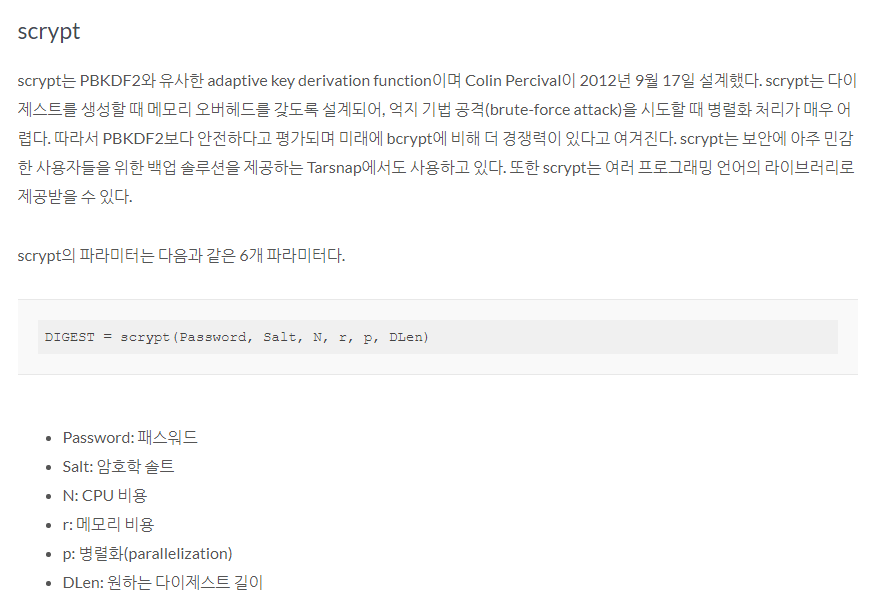 scrypt
scrypt는 PBKDF2와 유사한 adaptive key derivation function이며 Colin Percival이 2012년 9월 17일 설계했다. scrypt는 다이
제스트를 생성할 때 메모리 오버헤드를 갖도록 설계되어, 억지 기법 공격(brute-force attack)을 시도할 때 병렬화 처리가 매우 어
렵다. 따라서 PBKDF2보다 안전하다고 평가되며 미래에 bcrypt에 비해 더 경쟁력이 있다고 여겨진다. scrypt는 보안에 아주 민감
한 사용자들을 위한 백업 솔루션을 제공하는 Tarsnap에서도 사용하고 있다. 또한 scrypt는 여러 프로그래밍 언어의 라이브러리로
제공받을 수 있다.
scrypt의 파라미터는 다음과 같은 6개 파라미터다.
DIGEST = scrypt(Password, Salt, N, r, p, DLen)
• Password: 패스워드
• Salt: 암호학 솔트
• N: CPU 비용
• r: 메모리 비용
• p: 병렬화(parallelization)
• DLen: 원하는 다이제스트 길이